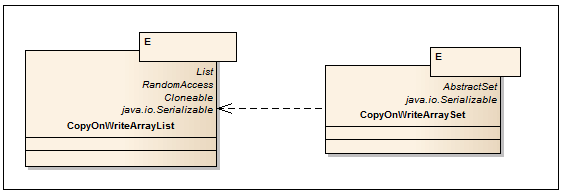 E
List
RandomAccess
Cloneable
java.io.Serializable
CopyOnWriteArrayList
E
AbstractSet
java.io.Serializable
CopyOnWriteArraySet